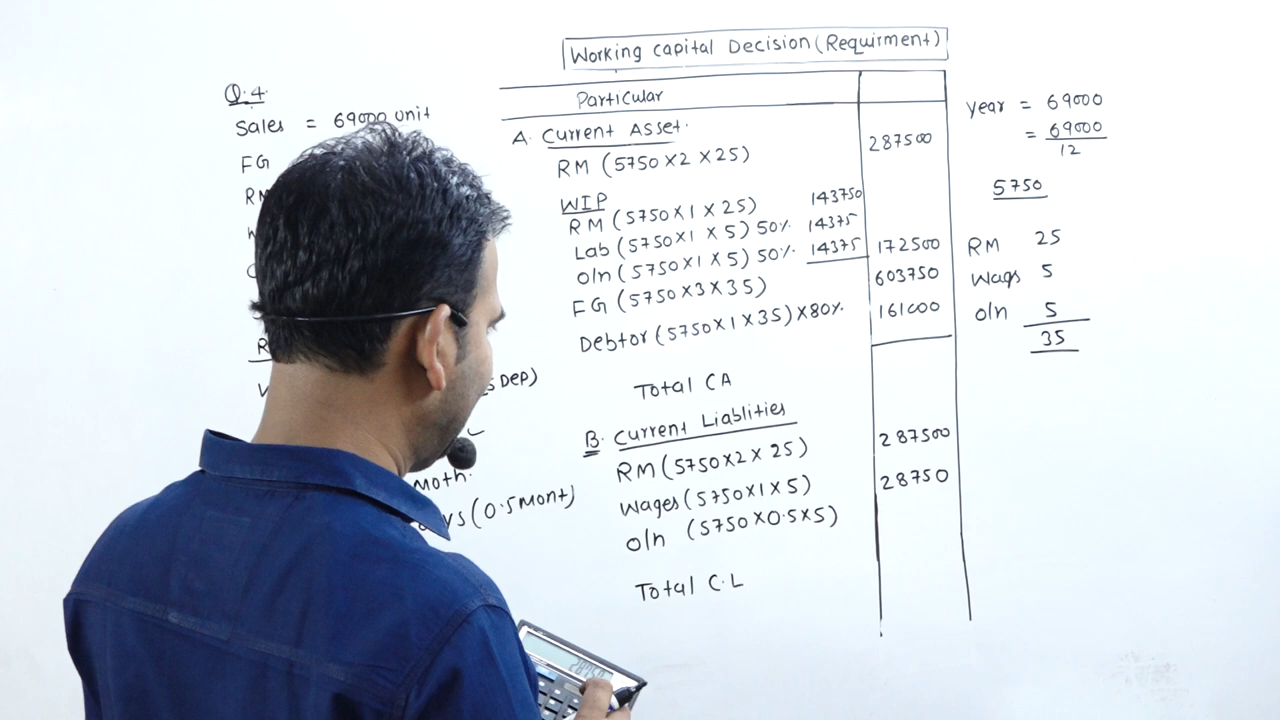 Working Capital Decision (Requirment)
Q.4
Sales = 69000 unit
FG
RM
Particular
A. Current Asset.
RM (5750 × 2 × 25) 287500
WIP
RM (5750 × 1 × 25) 143750
Lab (5750 × 1 × 5) 50% 14375
o/h (5750 × 1 × 5) 50% 14375 172500
FG (5750 × 3 × 35) 603750
Debtor (5750 × 1 × 35) × 80% 161000
Total CA
B. Current Liablities
RM (5750 × 2 × 25) 287500
Wages (5750 × 1 × 5) 28750
o/h (5750 × 0.5 × 5)
Total C.L
DEP)
moth.
(0.5 Mont)
year = 69000
= 69000
12
5750
RM 25
Wags 5
o/h 5
35